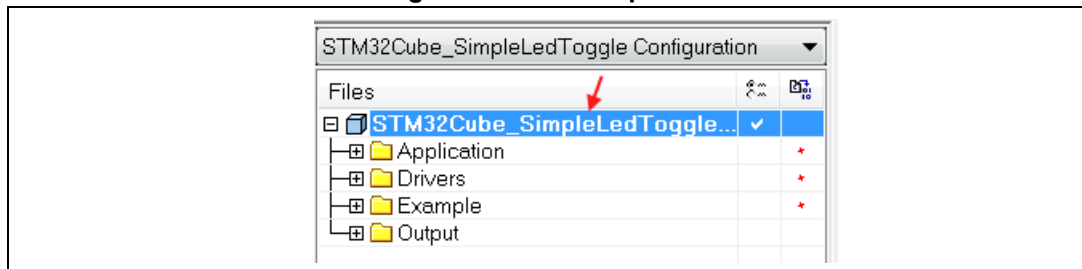 STM32Cube_SimpleLedToggle Configuration
Files
STM32Cube_SimpleLedToggle...
Application
Drivers
Example
Output